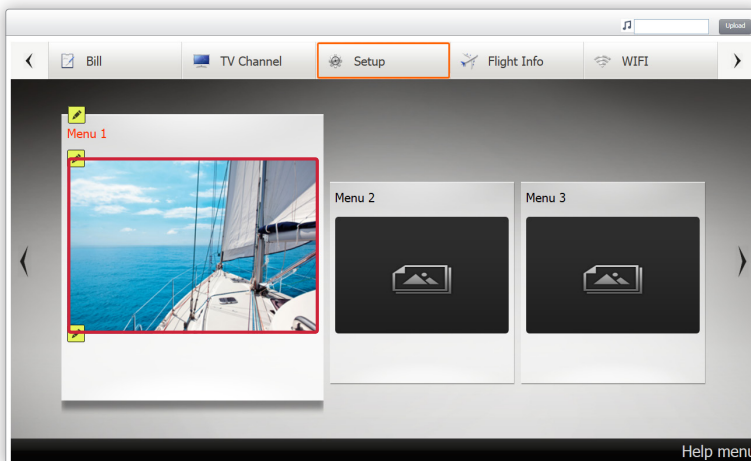 Upload
Bill
TV Channel
Setup
Flight Info
WIFI
Menu 1
Menu 2
Menu 3
Help menu